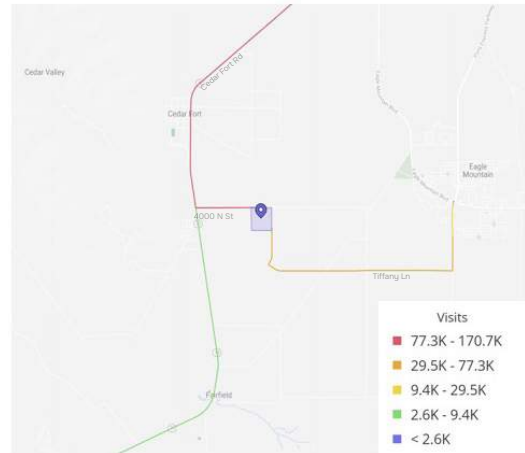 Cedar Fort Rd
Cedar Valley
Cedar Fort
Eagle
Mountain
4000 N St
Tiffany Ln
Fairfield
Visits
77.3K - 170.7K
29.5K - 77.3K
9.4K - 29.5K
2.6K - 9.4K
< 2.6K